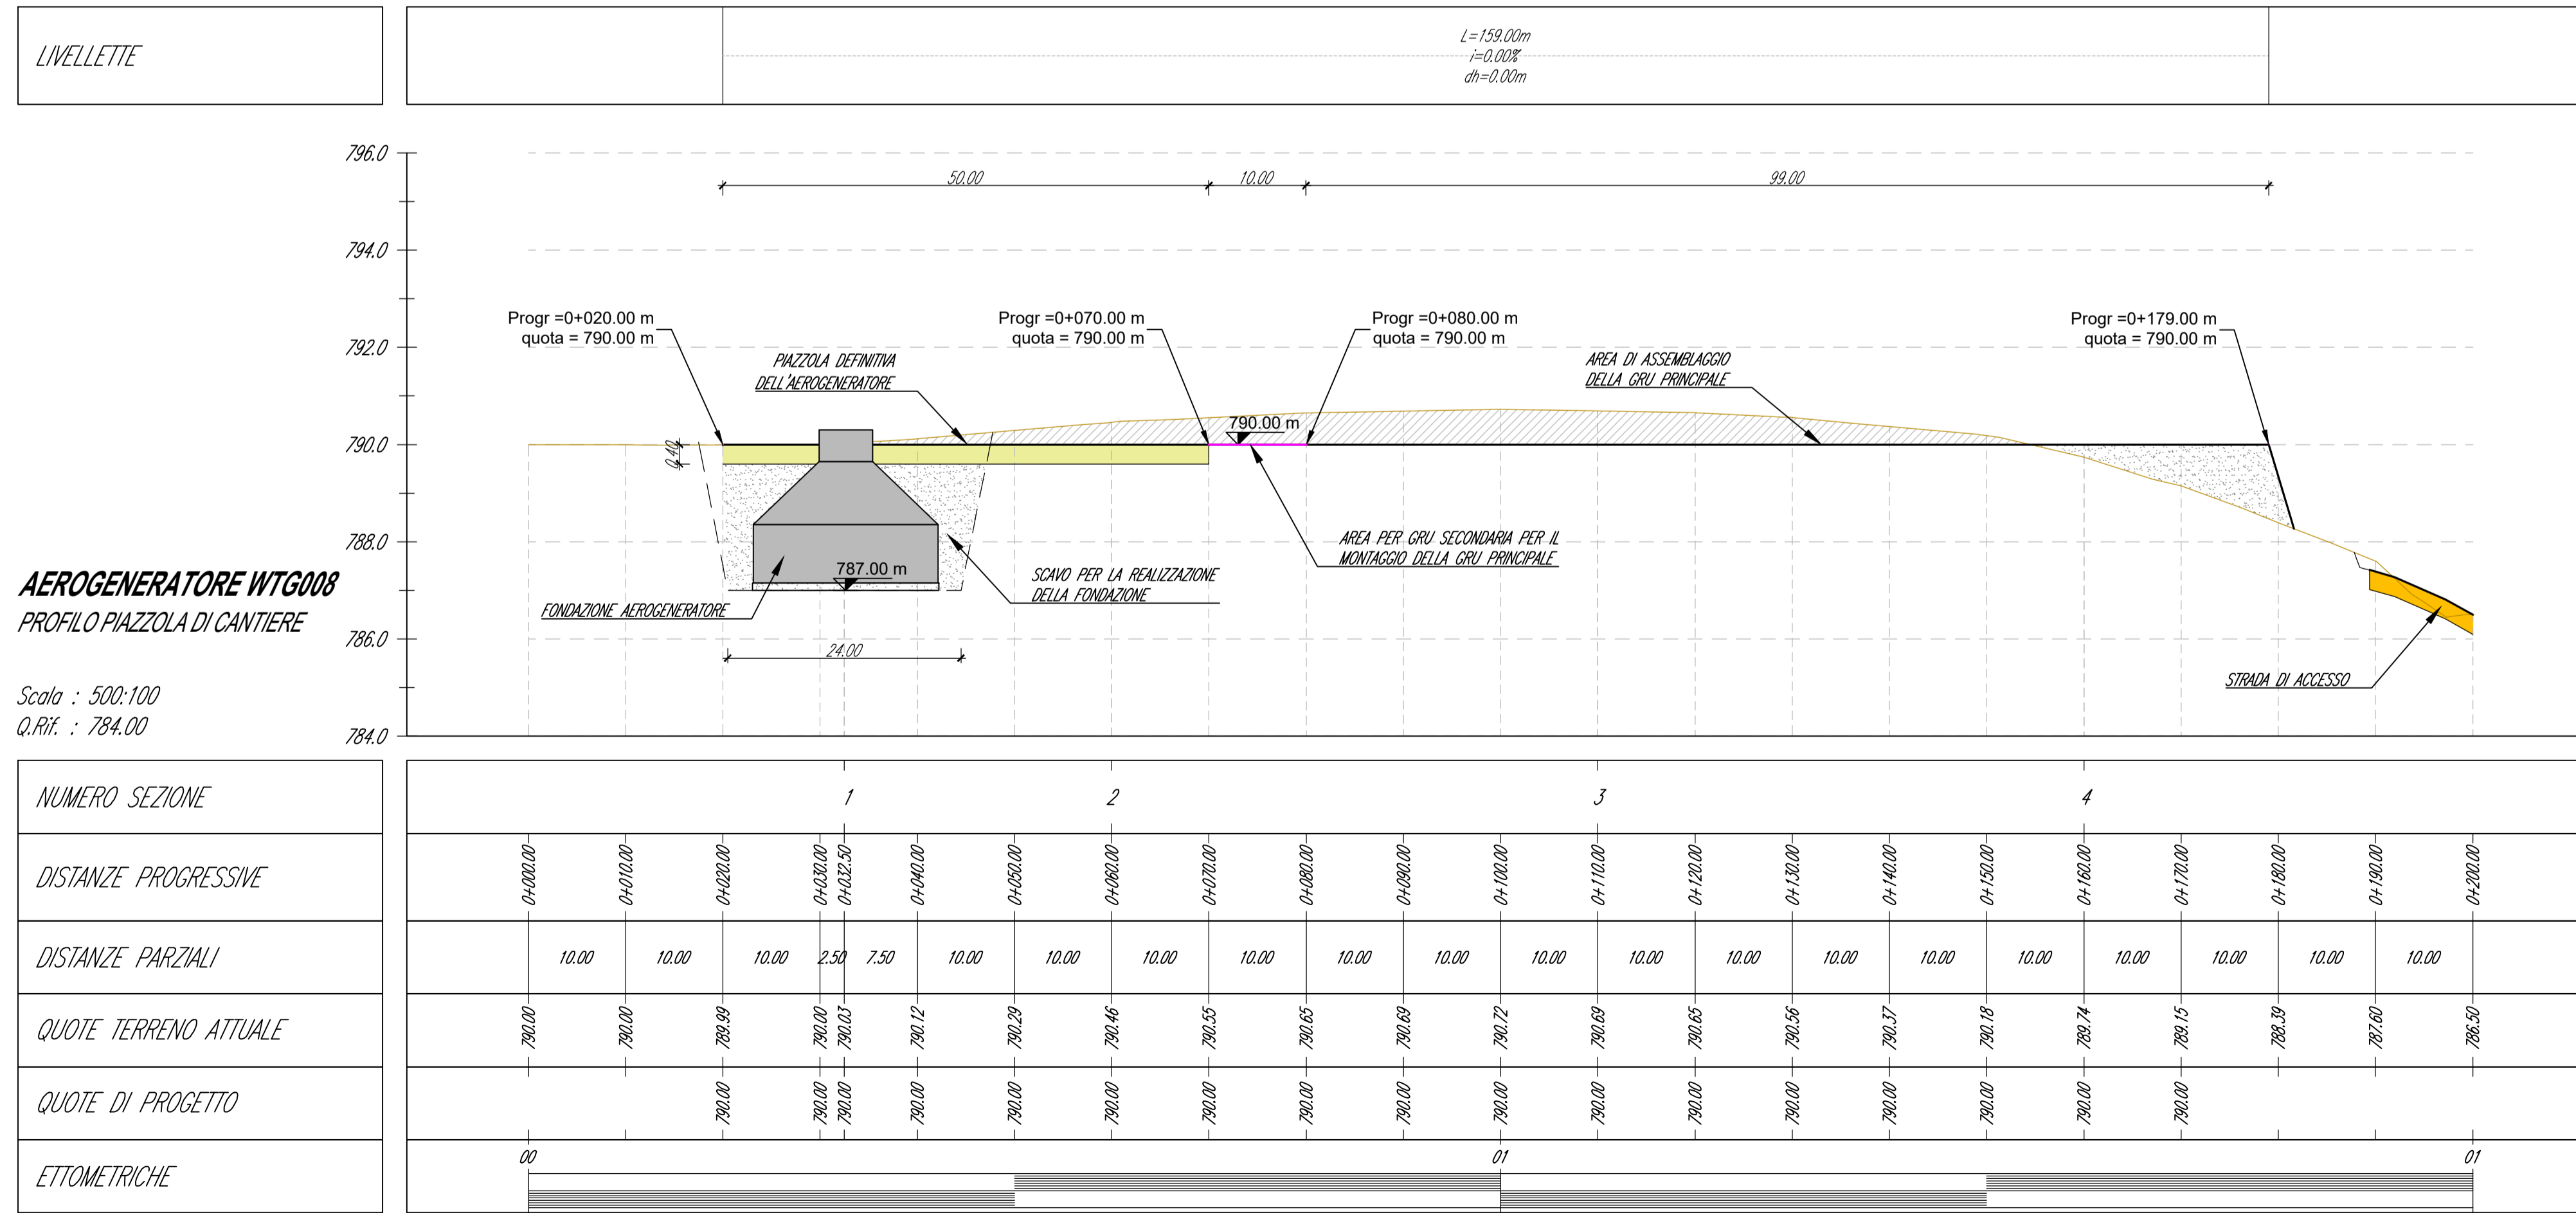 LIVELLETTE
L=159.00m
i=0.00%
dh=0.00m
796.0
794.0
792.0
790.0
788.0
786.0
784.0
50.00
10.00
99.00
Progr =0+020.00 m
quota = 790.00 m
Progr =0+070.00 m
quota = 790.00 m
Progr =0+080.00 m
quota = 790.00 m
Progr =0+179.00 m
quota = 790.00 m
PIAZZOLA DEFINITIVA
DELL'AEROGENERATORE
AREA DI ASSEMBLAGGIO
DELLA GRU PRINCIPALE
790.00 m
0.40
AREA PER GRU SECONDARIA PER IL
MONTAGGIO DELLA GRU PRINCIPALE
787.00 m
SCAVO PER LA REALIZZAZIONE
DELLA FONDAZIONE
FONDAZIONE AEROGENERATORE
24.00
STRADA DI ACCESSO
AEROGENERATORE WTG008
PROFILO PIAZZOLA DI CANTIERE
Scala : 500:100
Q.Rif. : 784.00
NUMERO SEZIONE
1 2 3 4
DISTANZE PROGRESSIVE
0+000.00 0+010.00 0+020.00 0+030.00 0+032.50 0+040.00 0+050.00 0+060.00 0+070.00 0+080.00 0+090.00 0+100.00 0+110.00 0+120.00 0+130.00 0+140.00 0+150.00 0+160.00 0+170.00 0+180.00 0+190.00 0+200.00
DISTANZE PARZIALI
10.00 10.00 10.00 2.50 7.50 10.00 10.00 10.00 10.00 10.00 10.00 10.00 10.00 10.00 10.00 10.00 10.00 10.00 10.00 10.00 10.00
QUOTE TERRENO ATTUALE
790.00 790.00 789.99 790.00 790.03 790.12 790.29 790.46 790.55 790.65 790.69 790.72 790.69 790.65 790.56 790.37 790.18 789.74 789.15 788.39 787.60 786.50
QUOTE DI PROGETTO
790.00 790.00 790.00 790.00 790.00 790.00 790.00 790.00 790.00 790.00 790.00 790.00 790.00 790.00 790.00 790.00 790.00
ETTOMETRICHE
00 01 01